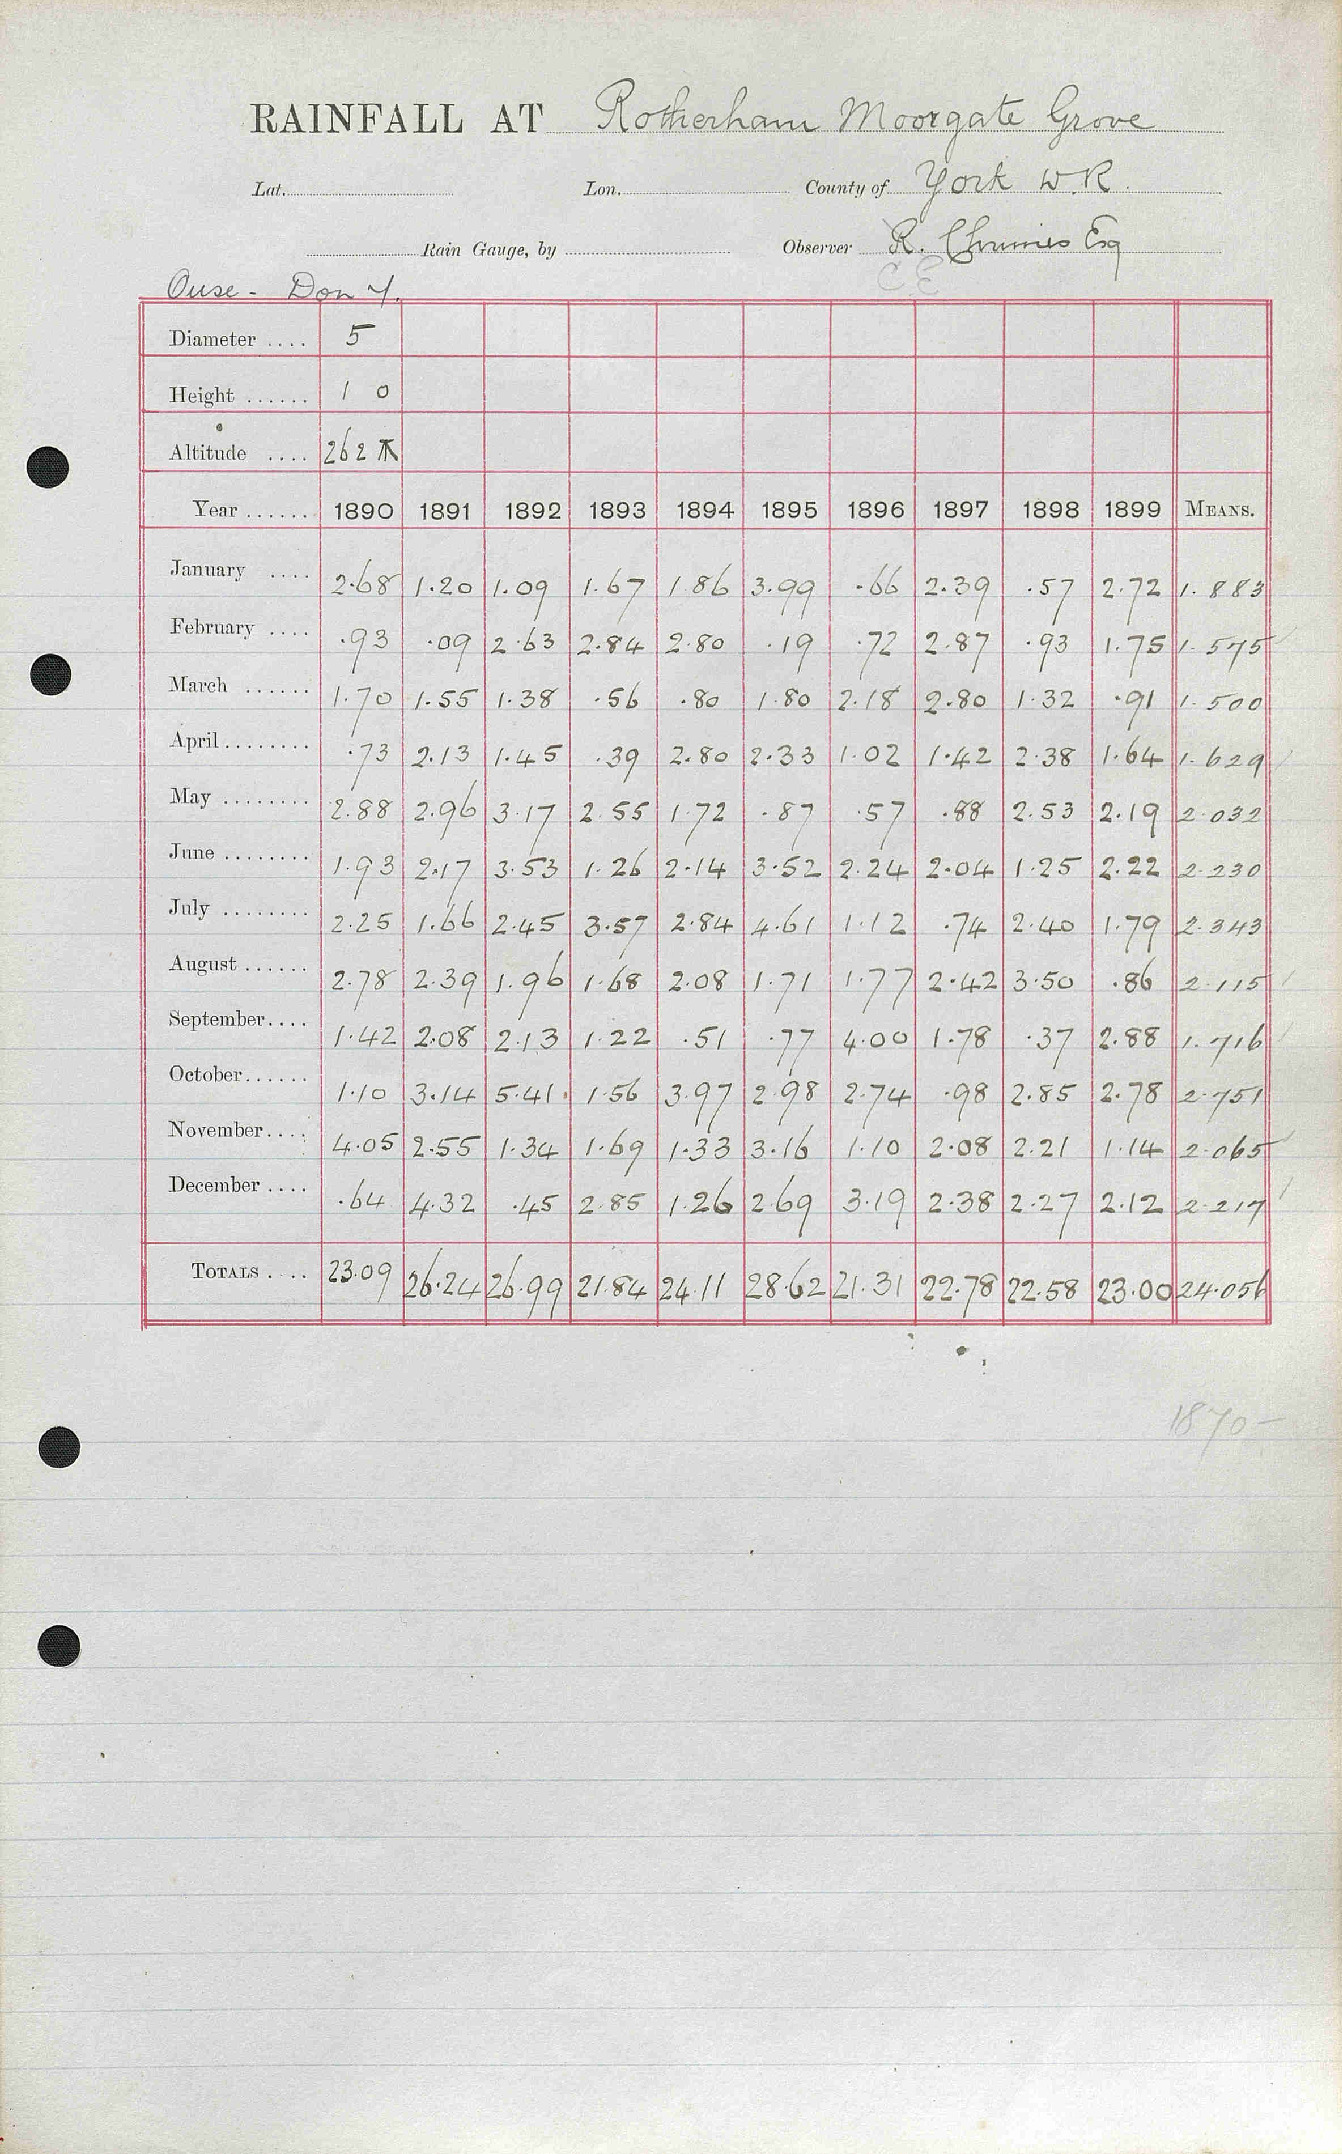 RAINFALL AT Rotherham Moorgate Grove
Lat. Lon. County of York W.R.
Rain Gauge, by Observer R. Chrimes Esq
C E
Ouse - Don Y.
Diameter .... 5
Height ...... 1 0
Altitude .... 262
Year ...... 1890 1891 1892 1893 1894 1895 1896 1897 1898 1899 MEANS.
January .... 2.68 1.20 1.09 1.67 1.86 3.99 .66 2.39 .57 2.72 1.883
February .... .93 .09 2.63 2.84 2.80 .19 .72 2.87 .93 1.75 1.575
March ...... 1.70 1.55 1.38 .56 .80 1.80 2.18 2.80 1.32 .91 1.500
April ........ .73 2.13 1.45 .39 2.80 2.33 1.02 1.42 2.38 1.64 1.629
May ........ 2.88 2.96 3.17 2.55 1.72 .87 .57 .88 2.53 2.19 2.032
June ........ 1.93 2.17 3.53 1.26 2.14 3.52 2.24 2.04 1.25 2.22 2.230
July ........ 2.25 1.66 2.45 3.57 2.84 4.61 1.12 .74 2.40 1.79 2.343
August ...... 2.78 2.39 1.96 1.68 2.08 1.71 1.77 2.42 3.50 .86 2.115
September.... 1.42 2.08 2.13 1.22 .51 .77 4.00 1.78 .37 2.88 1.716
October ...... 1.10 3.14 5.41 1.56 3.97 2.98 2.74 .98 2.85 2.78 2.751
November.... 4.05 2.55 1.34 1.69 1.33 3.16 1.10 2.08 2.21 1.14 2.065
December .... .64 4.32 .45 2.85 1.26 2.69 3.19 2.38 2.27 2.12 2.217
TOTALS .... 23.09 26.24 26.99 21.84 24.11 28.62 21.31 22.78 22.58 23.00 24.056
1870-